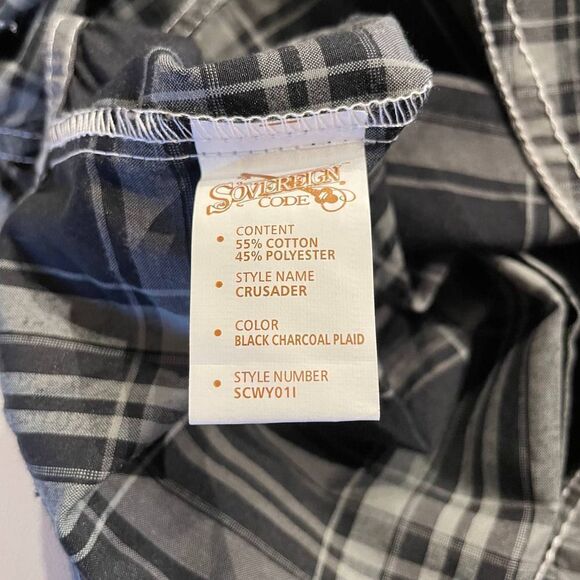 SOVEREIGN
CODE
• CONTENT
55% COTTON
45% POLYESTER
• STYLE NAME
CRUSADER
• COLOR
BLACK CHARCOAL PLAID
• STYLE NUMBER
SCWY01I